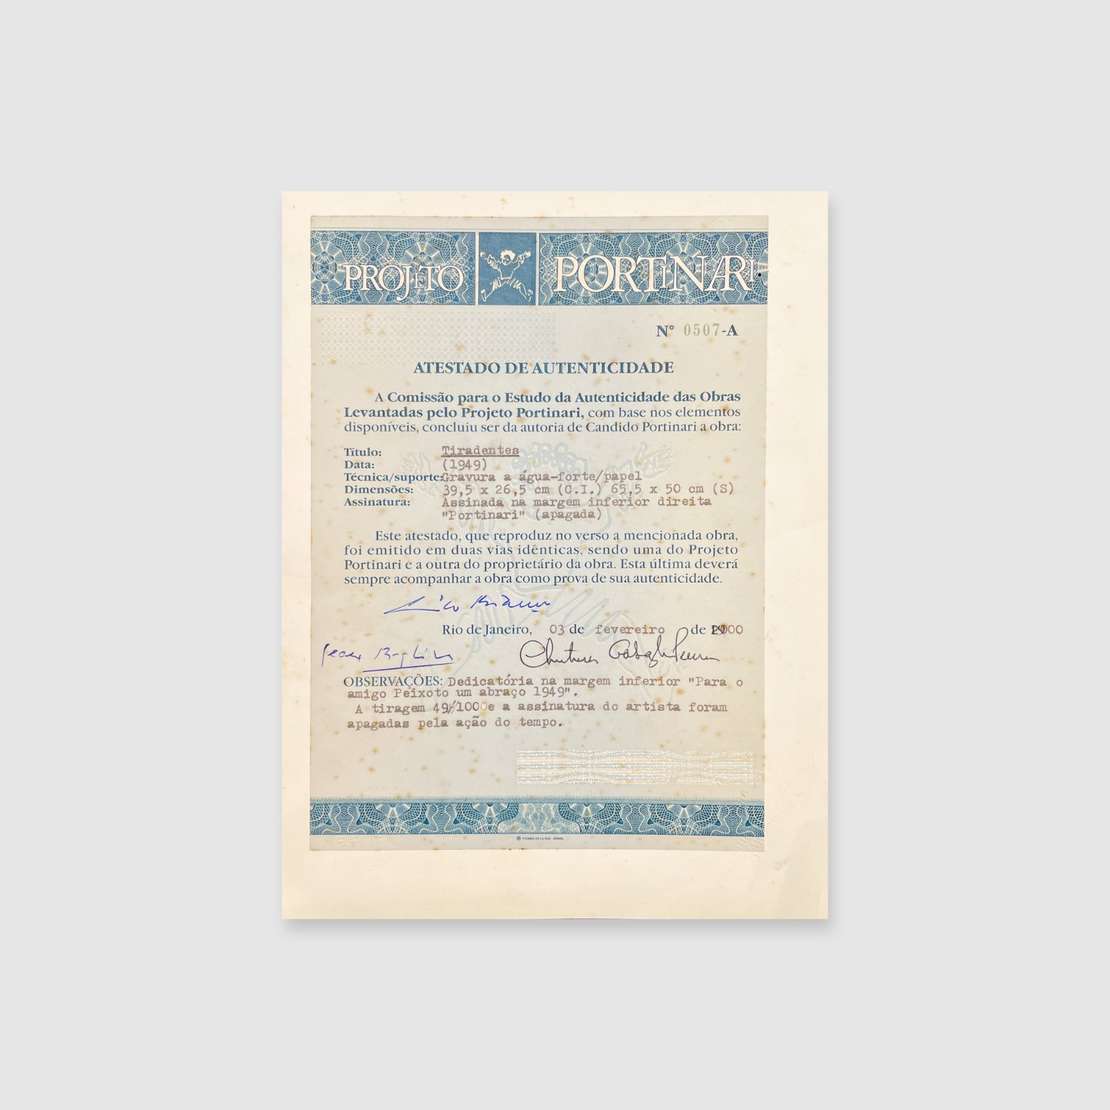 PROJETO PORTINARI
Nº 0507-A
ATESTADO DE AUTENTICIDADE
A Comissão para o Estudo da Autenticidade das Obras
Levantadas pelo Projeto Portinari, com base nos elementos
disponíveis, concluiu ser da autoria de Candido Portinari a obra:
Título: Tiradentes
Data: (1949)
Técnica/suporte: Gravura a água-forte/papel
Dimensões: 39,5 x 26,5 cm (C.I.) 65,5 x 50 cm (S)
Assinatura: Assinada na margem inferior direita
"Portinari" (apagada)
Este atestado, que reproduz no verso a mencionada obra,
foi emitido em duas vias idênticas, sendo uma do Projeto
Portinari e a outra do proprietário da obra. Esta última deverá
sempre acompanhar a obra como prova de sua autenticidade.
Rio de Janeiro, 03 de fevereiro de 2000
OBSERVAÇÕES: Dedicatória na margem inferior "Para o
amigo Peixoto um abraço 1949".
A tiragem 49/100 e a assinatura do artista foram
apagadas pela ação do tempo.